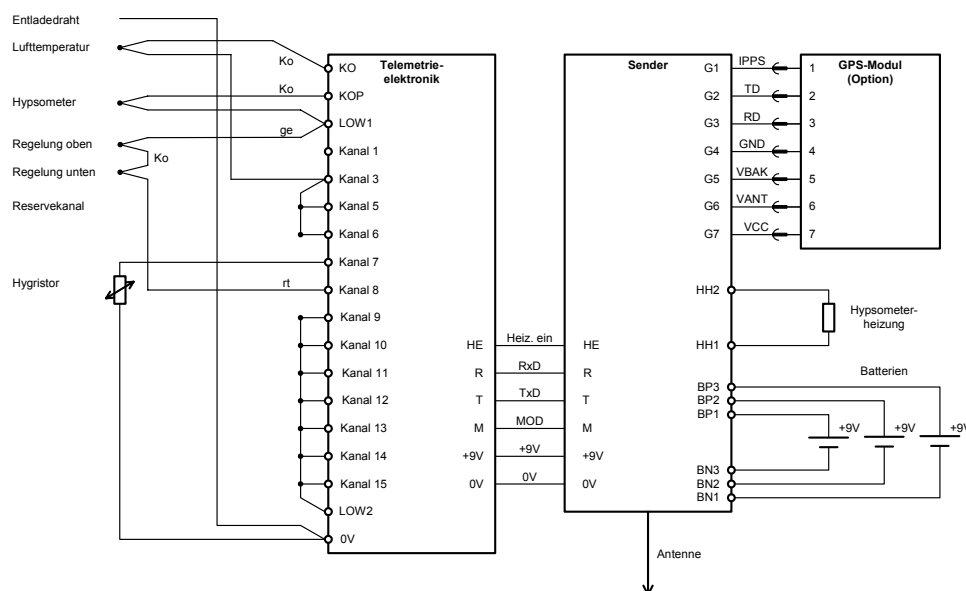 Entladedraht
Lufttemperatur
Hypsometer
Regelung oben
Regelung unten
Reservekanal
Hygristor
Ko
Ko
ge
Ko
rt
Telemetrie-
elektronik
KO
KOP
LOW1
Kanal 1
Kanal 3
Kanal 5
Kanal 6
Kanal 7
Kanal 8
Kanal 9
Kanal 10
Kanal 11
Kanal 12
Kanal 13
Kanal 14
Kanal 15
LOW2
0V
HE
R
T
M
+9V
0V
Heiz. ein
RxD
TxD
MOD
+9V
0V
Sender
HE
R
T
M
+9V
0V
G1
G2
G3
G4
G5
G6
G7
HH2
HH1
BP3
BP2
BP1
BN3
BN2
BN1
IPPS
TD
RD
GND
VBAK
VANT
VCC
GPS-Modul
(Option)
1
2
3
4
5
6
7
Hypsometer-
heizung
Batterien
+9V
+9V
+9V
Antenne